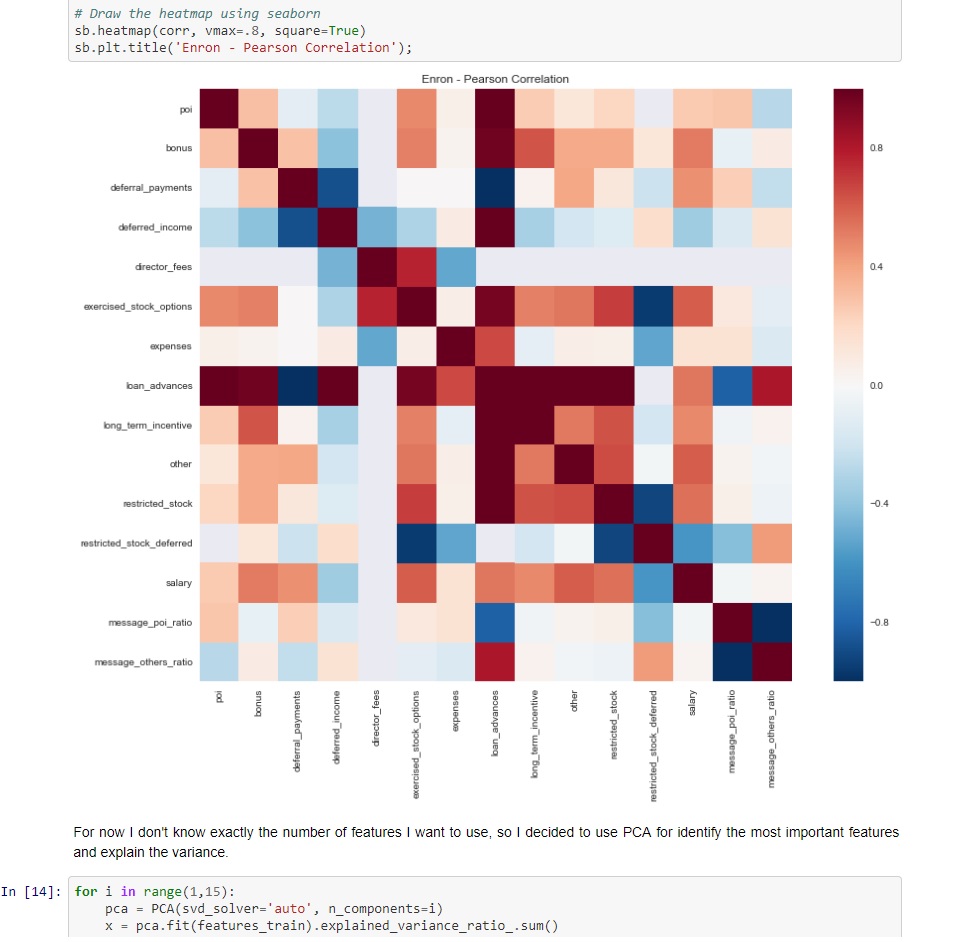 # Draw the heatmap using seaborn
sb.heatmap(corr, vmax=.8, square=True)
sb.plt.title('Enron - Pearson Correlation');
Enron - Pearson Correlation
poi
bonus
deferral_payments
deferred_income
director_fees
exercised_stock_options
expenses
loan_advances
long_term_incentive
other
restricted_stock
restricted_stock_deferred
salary
message_poi_ratio
message_others_ratio
0.8
0.4
0.0
−0.4
−0.8
poi
bonus
deferral_payments
deferred_income
director_fees
exercised_stock_options
expenses
loan_advances
long_term_incentive
other
restricted_stock
restricted_stock_deferred
salary
message_poi_ratio
message_others_ratio
For now I don't know exactly the number of features I want to use, so I decided to use PCA for identify the most important features
and explain the variance.
In [14]: for i in range(1,15):
    pca = PCA(svd_solver='auto', n_components=i)
    x = pca.fit(features_train).explained_variance_ratio_.sum()